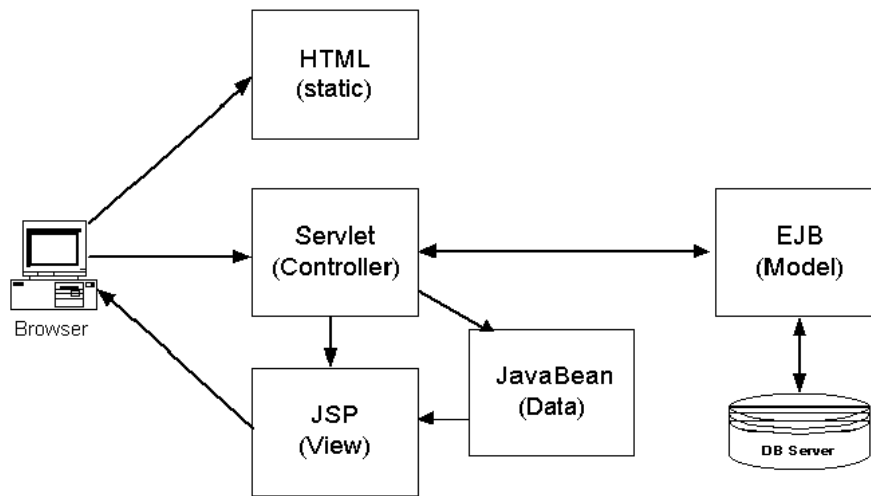 HTML
(static)
Servlet
(Controller)
EJB
(Model)
Browser
JavaBean
(Data)
JSP
(View)
DB Server